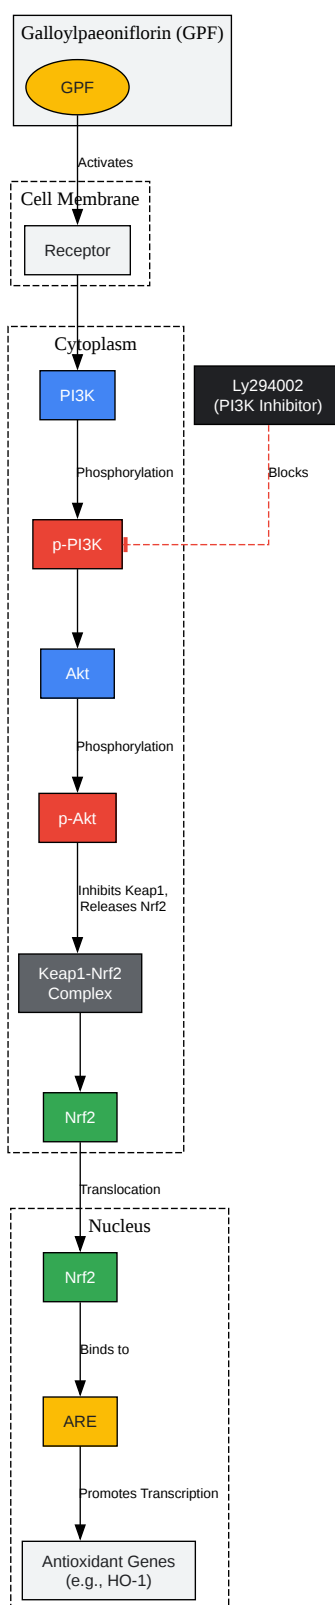 Galloylpaeoniflorin (GPF)
GPF
Activates
Cell Membrane
Receptor
Cytoplasm
PI3K
Ly294002
(PI3K Inhibitor)
Phosphorylation
Blocks
p-PI3K
Akt
Phosphorylation
p-Akt
Inhibits Keap1,
Releases Nrf2
Keap1-Nrf2
Complex
Nrf2
Translocation
Nucleus
Nrf2
Binds to
ARE
Promotes Transcription
Antioxidant Genes
(e.g., HO-1)